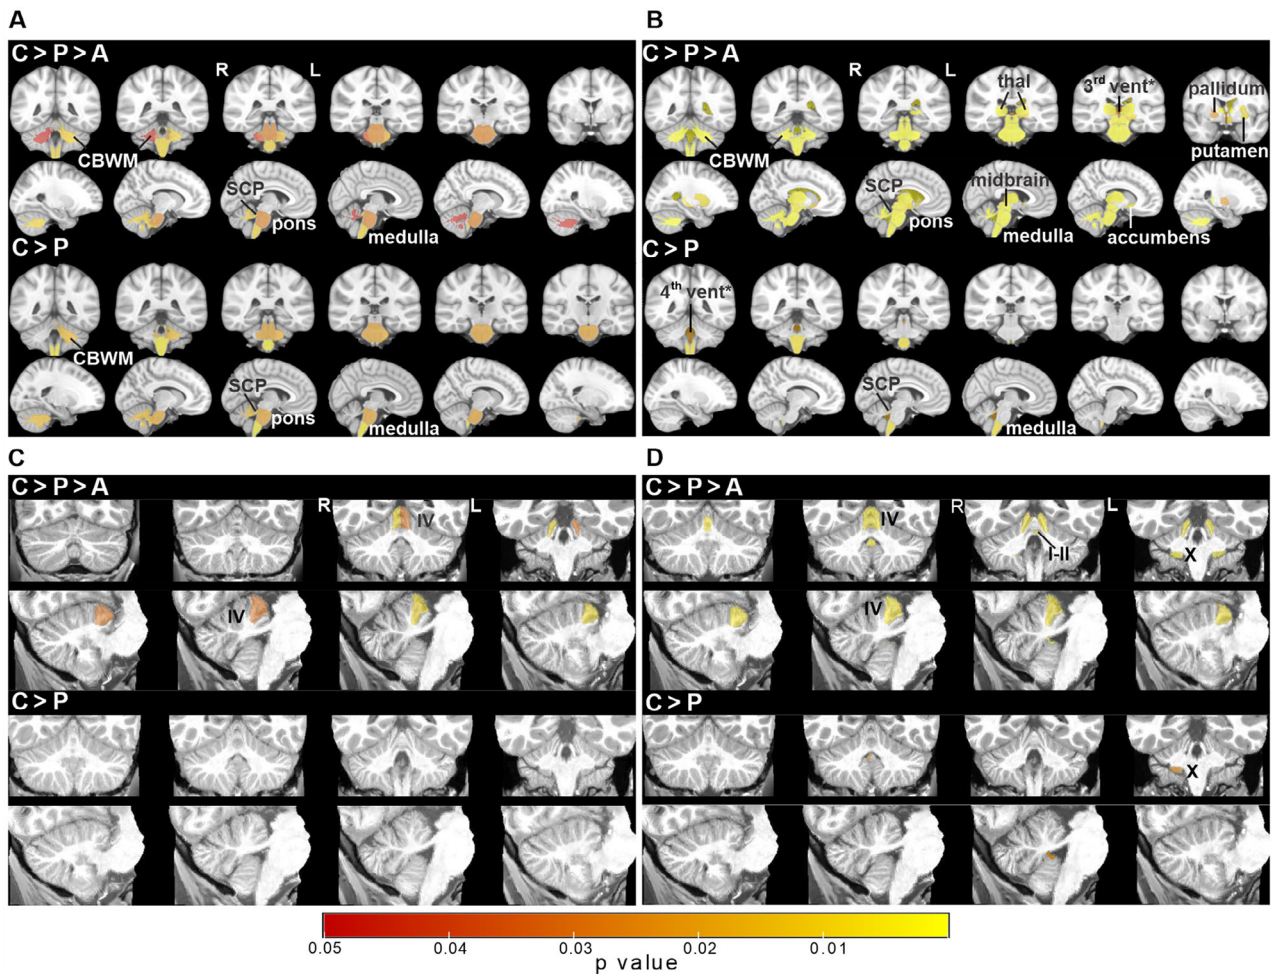 A
C > P > A
R
L
CBWM
SCP
pons
medulla
C > P
CBWM
SCP
pons
medulla
B
C > P > A
R
L
thal
3rd vent*
pallidum
CBWM
putamen
SCP
midbrain
pons
medulla
accumbens
C > P
4th vent*
SCP
medulla
C
C > P > A
R
L
IV
IV
C > P
D
C > P > A
R
L
IV
I-II
X
IV
C > P
X
0.05 0.04 0.03 0.02 0.01
p value